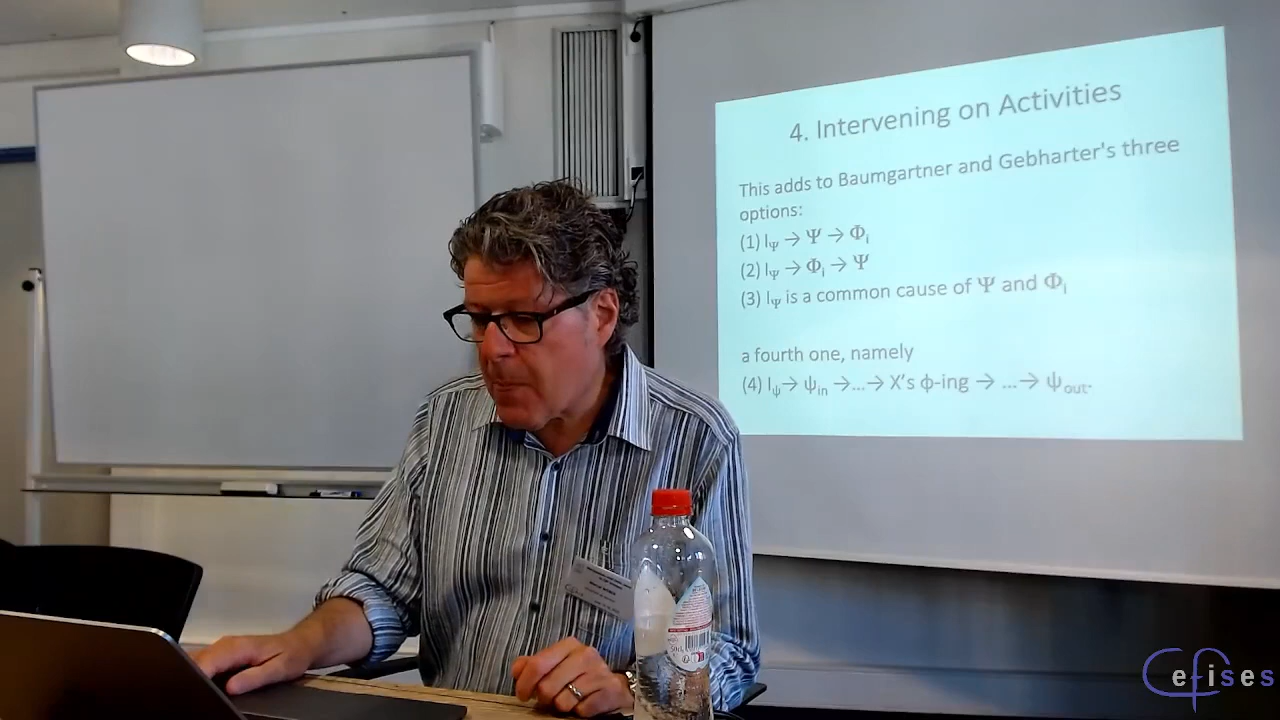 4. Intervening on Activities
This adds to Baumgartner and Gebharter's three
options:
(1) I_Ψ → Ψ → Φ_i
(2) I_Ψ → Φ_i → Ψ
(3) I_Ψ is a common cause of Ψ and Φ_i
a fourth one, namely
(4) I_ψ → ψ_in → ...→ X's ϕ-ing → ...→ ψ_out.
Cefises